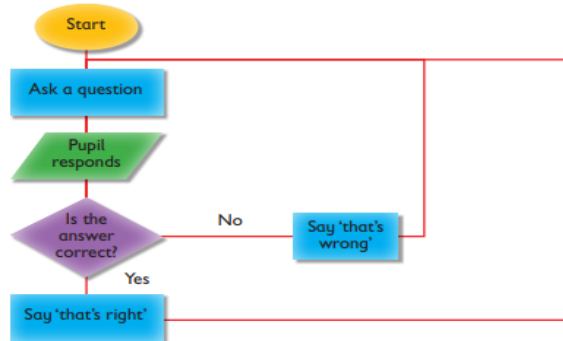 Start
Ask a question
Pupil
responds
Is the
answer
correct?
No
Say 'that's
wrong'
Yes
Say 'that's right'